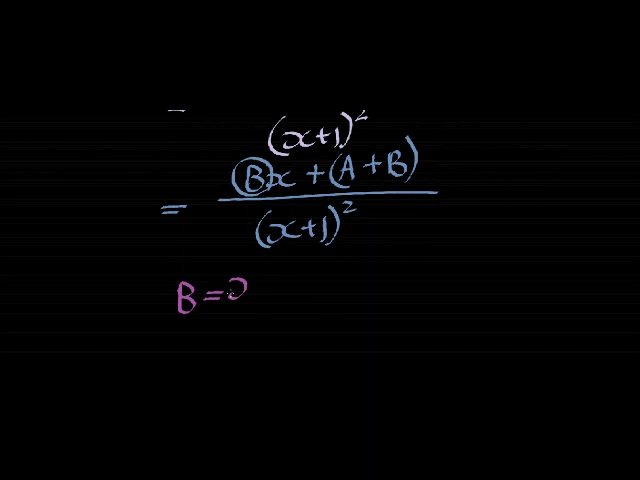 (x+1)²
= (Bx + (A + B)) / (x+1)²
B =